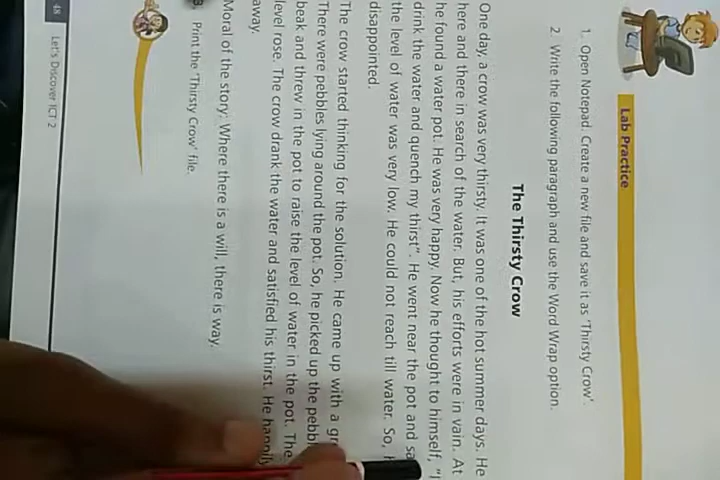 Lab Practice
1. Open Notepad. Create a new file and save it as 'Thirsty Crow'.
2. Write the following paragraph and use the Word Wrap option.
The Thirsty Crow
One day, a crow was very thirsty. It was one of the hot summer days. He
here and there in search of the water. But, his efforts were in vain. At
he found a water pot. He was very happy. Now he thought to himself, "I
drink the water and quench my thirst". He went near the pot and
the level of water was very low. He could not reach till water. So,
disappointed.
The crow started thinking for the solution. He came up with a
There were pebbles lying around the pot. So, he picked up the
beak and threw in the pot to raise the level of water in the pot. The
level rose. The crow drank the water and satisfied his thirst. He happily
away.
Moral of the story: Where there is a will, there is way.
3. Print the 'Thirsty Crow' file.
48
Let's Discover ICT 2